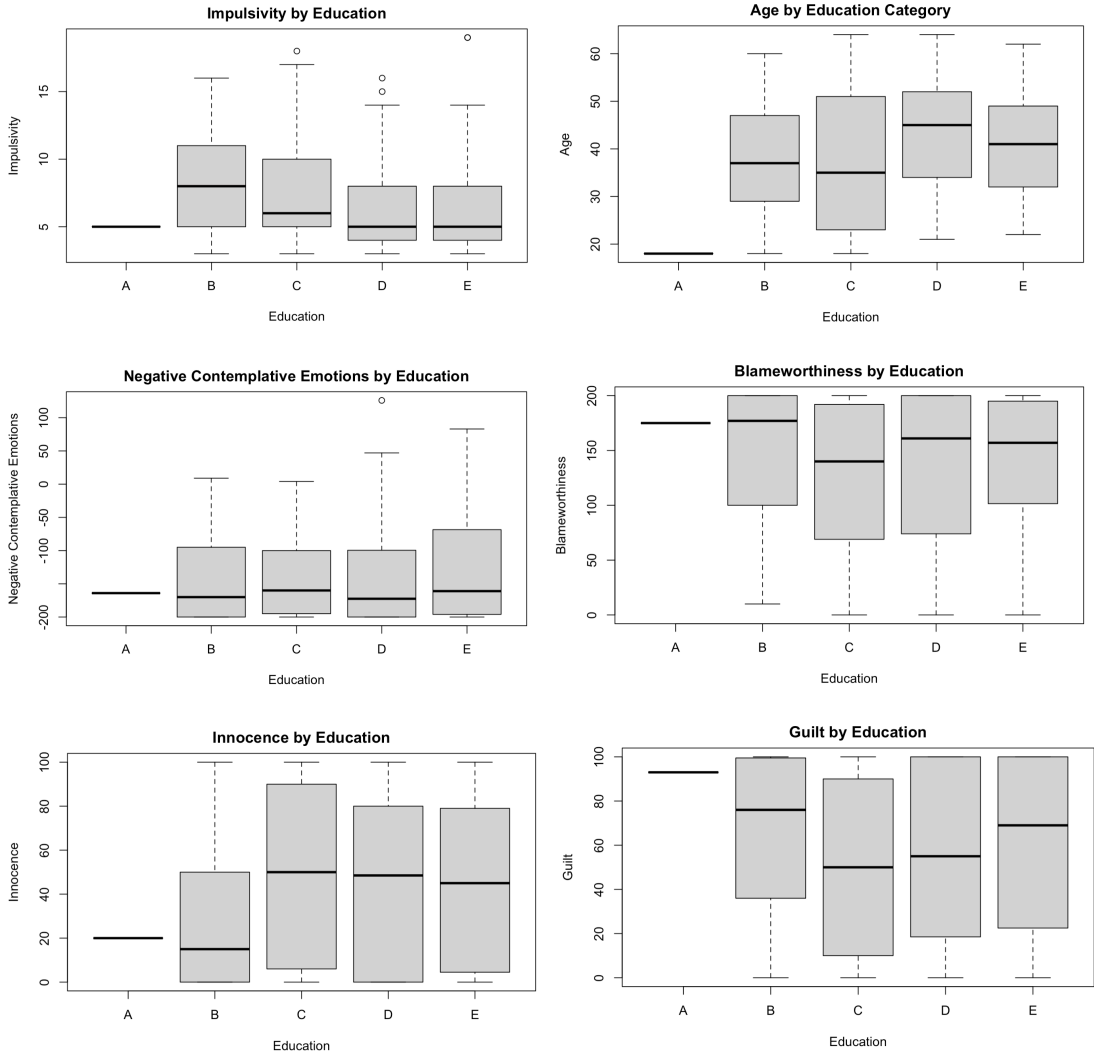 Impulsivity by Education
Impulsivity
15
10
5
A B C D E
Education
Age by Education Category
Age
60
50
40
30
20
A B C D E
Education
Negative Contemplative Emotions by Education
Negative Contemplative Emotions
100
50
0
-50
-100
-200
A B C D E
Education
Blameworthiness by Education
Blameworthiness
200
150
100
50
0
A B C D E
Education
Innocence by Education
Innocence
100
80
60
40
20
0
A B C D E
Education
Guilt by Education
Guilt
100
80
60
40
20
0
A B C D E
Education